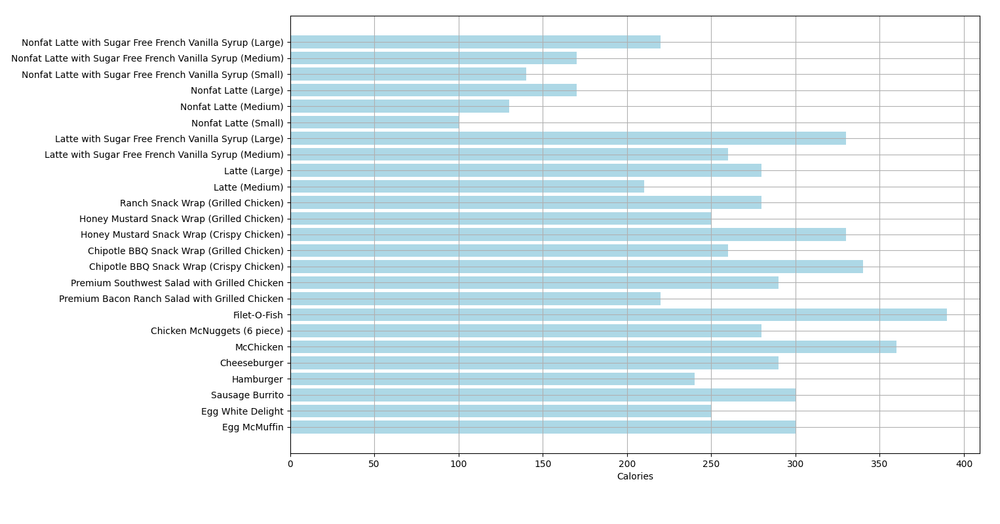 Nonfat Latte with Sugar Free French Vanilla Syrup (Large)
Nonfat Latte with Sugar Free French Vanilla Syrup (Medium)
Nonfat Latte with Sugar Free French Vanilla Syrup (Small)
Nonfat Latte (Large)
Nonfat Latte (Medium)
Nonfat Latte (Small)
Latte with Sugar Free French Vanilla Syrup (Large)
Latte with Sugar Free French Vanilla Syrup (Medium)
Latte (Large)
Latte (Medium)
Ranch Snack Wrap (Grilled Chicken)
Honey Mustard Snack Wrap (Grilled Chicken)
Honey Mustard Snack Wrap (Crispy Chicken)
Chipotle BBQ Snack Wrap (Grilled Chicken)
Chipotle BBQ Snack Wrap (Crispy Chicken)
Premium Southwest Salad with Grilled Chicken
Premium Bacon Ranch Salad with Grilled Chicken
Filet-O-Fish
Chicken McNuggets (6 piece)
McChicken
Cheeseburger
Hamburger
Sausage Burrito
Egg White Delight
Egg McMuffin
0 50 100 150 200 250 300 350 400
Calories